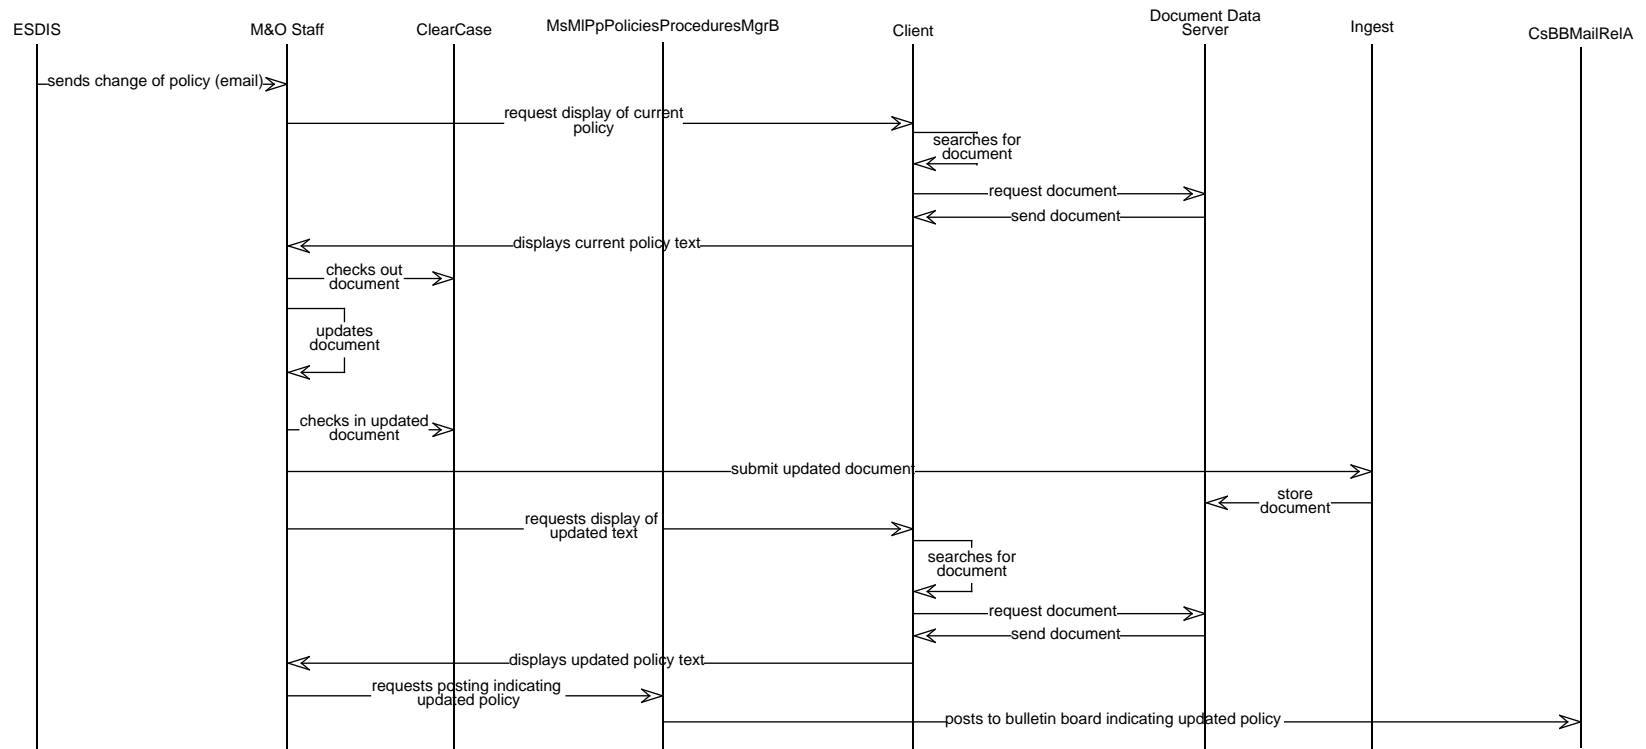 ESDIS
M&O Staff
ClearCase
MsMlPpPoliciesProceduresMgrB
Client
Document Data
Server
Ingest
CsBBMailRelA
sends change of policy (email)
request display of current
policy
searches for
document
request document
send document
displays current policy text
checks out
document
updates
document
checks in updated
document
submit updated document
store
document
requests display of
updated text
searches for
document
request document
send document
displays updated policy text
requests posting indicating
updated policy
posts to bulletin board indicating updated policy